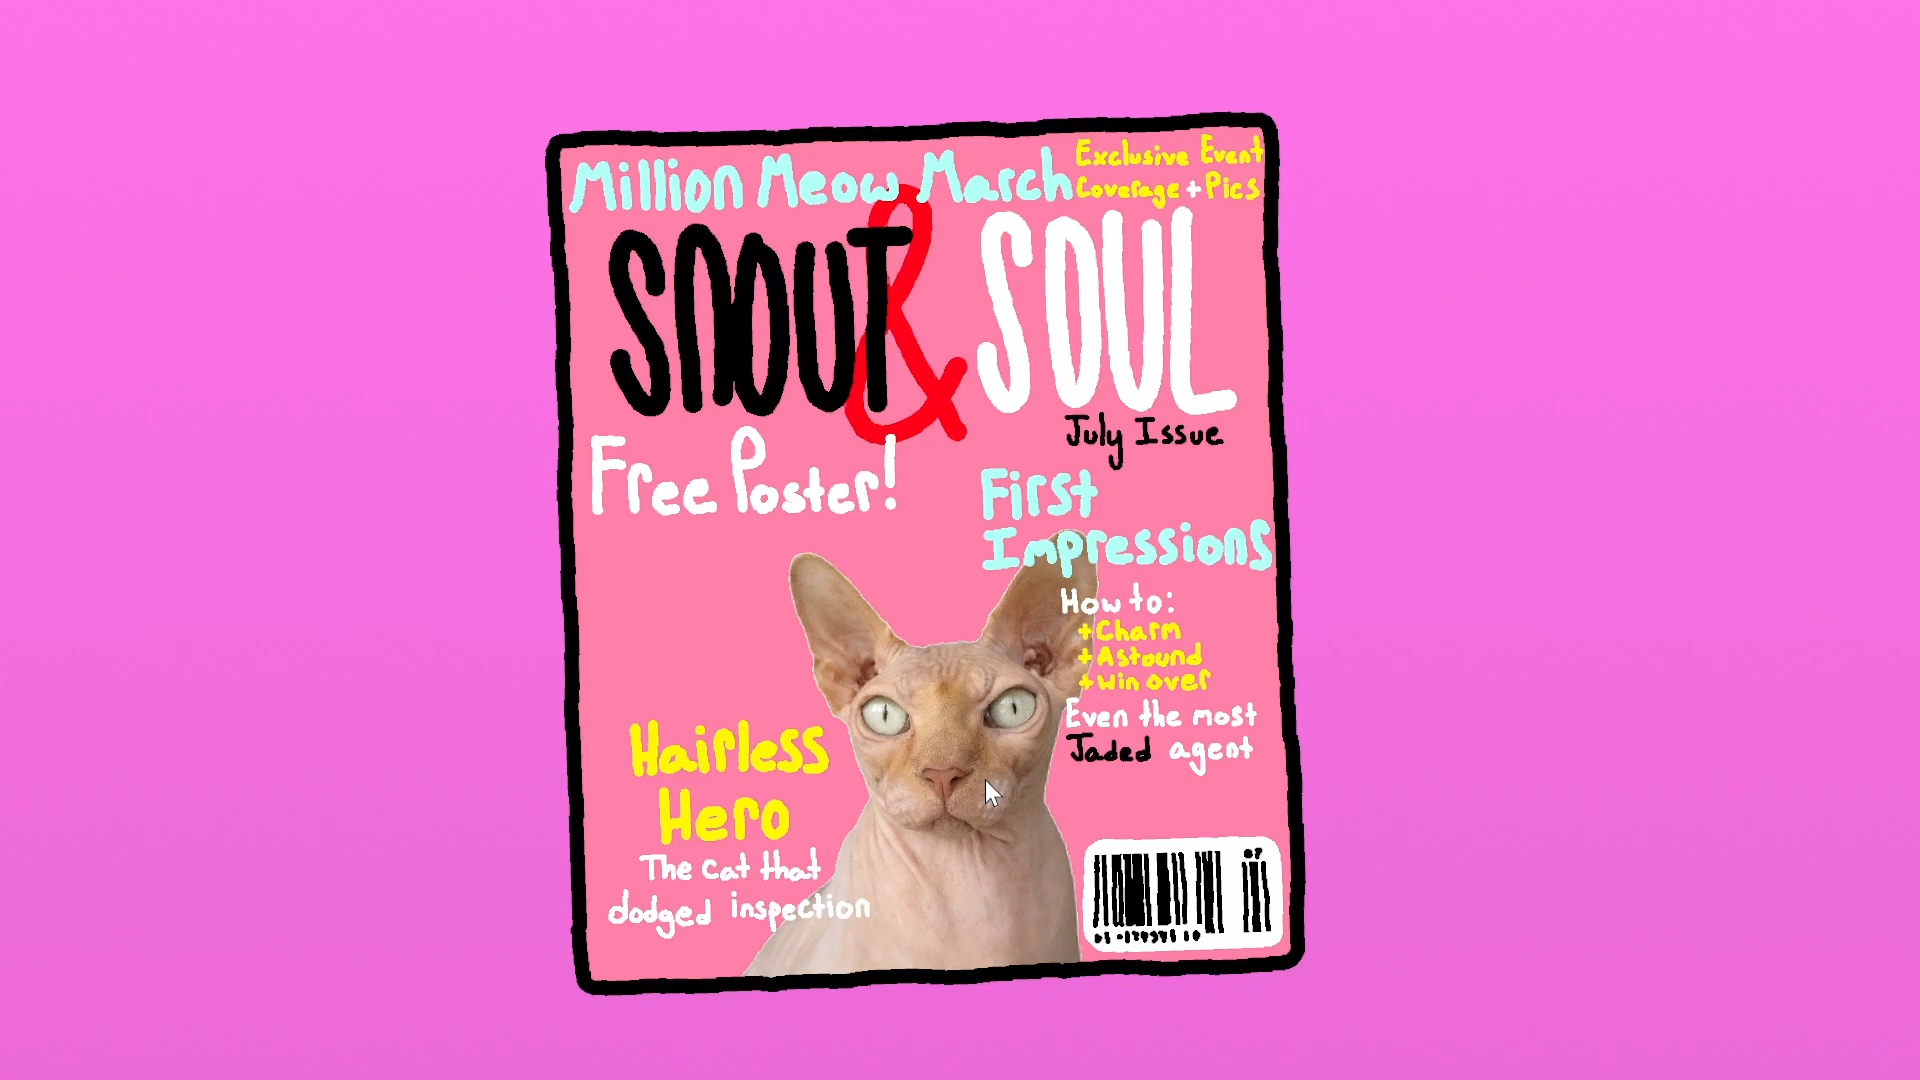 Million Meow March
Exclusive Event
Coverage + Pics
SNOUT & SOUL
July Issue
Free Poster!
First
Impressions
How to:
+ Charm
+ Astound
+ Win over
Even the most
Jaded agent
Hairless
Hero
The cat that
dodged inspection
07